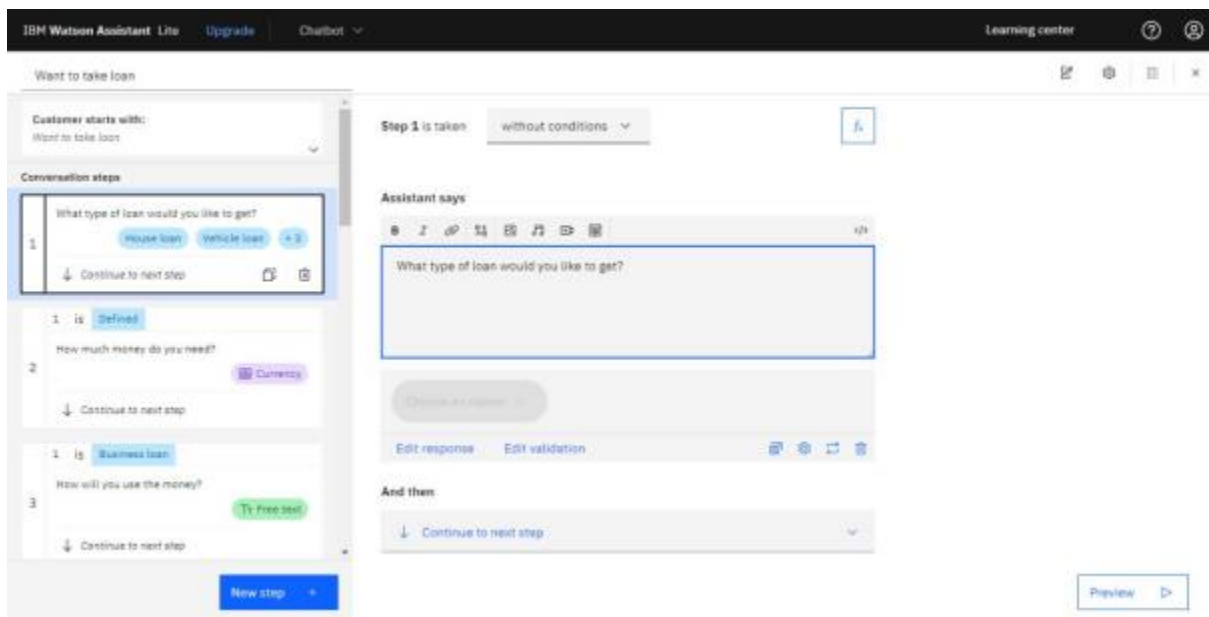 IBM Watson Assistant Lite Upgrade Chatbot Learning center
Want to take loan
Customer starts with:
Want to take loan
Conversation steps
1
What type of loan would you like to get?
House loan Vehicle loan + 3
Continue to next step
2
1 is Defined
How much money do you need?
Currency
Continue to next step
3
1 is Business loan
How will you use the money?
Free text
Continue to next step
New step +
Step 1 is taken without conditions
fx
Assistant says
B I </>
What type of loan would you like to get?
Choose an option
Edit response Edit validation
And then
Continue to next step
Preview